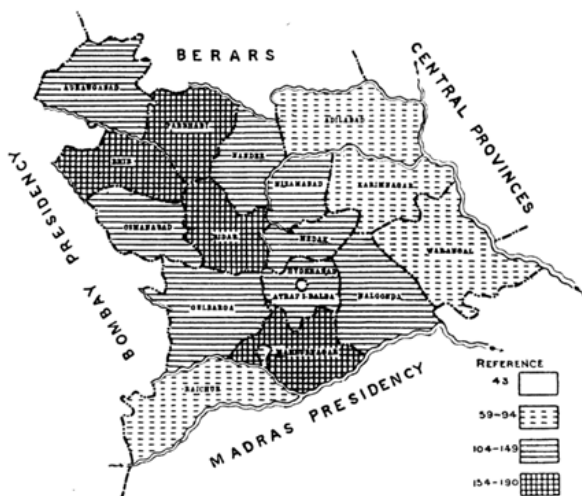 BERARS
CENTRAL PROVINCES
AURANGABAD
PARBHANI
ADILABAD
BHIR
NANDER
NIZAMABAD
KARIMNAGAR
BOMBAY PRESIDENCY
OSMANABAD
BIDAR
MEDAK
WARANGAL
HYDERABAD
ATRAF I-BALDA
GULBARGA
NALGONDA
MAHBUBNAGAR
RAICHUR
MADRAS PRESIDENCY
REFERENCE
43
59-94
104-149
154-190